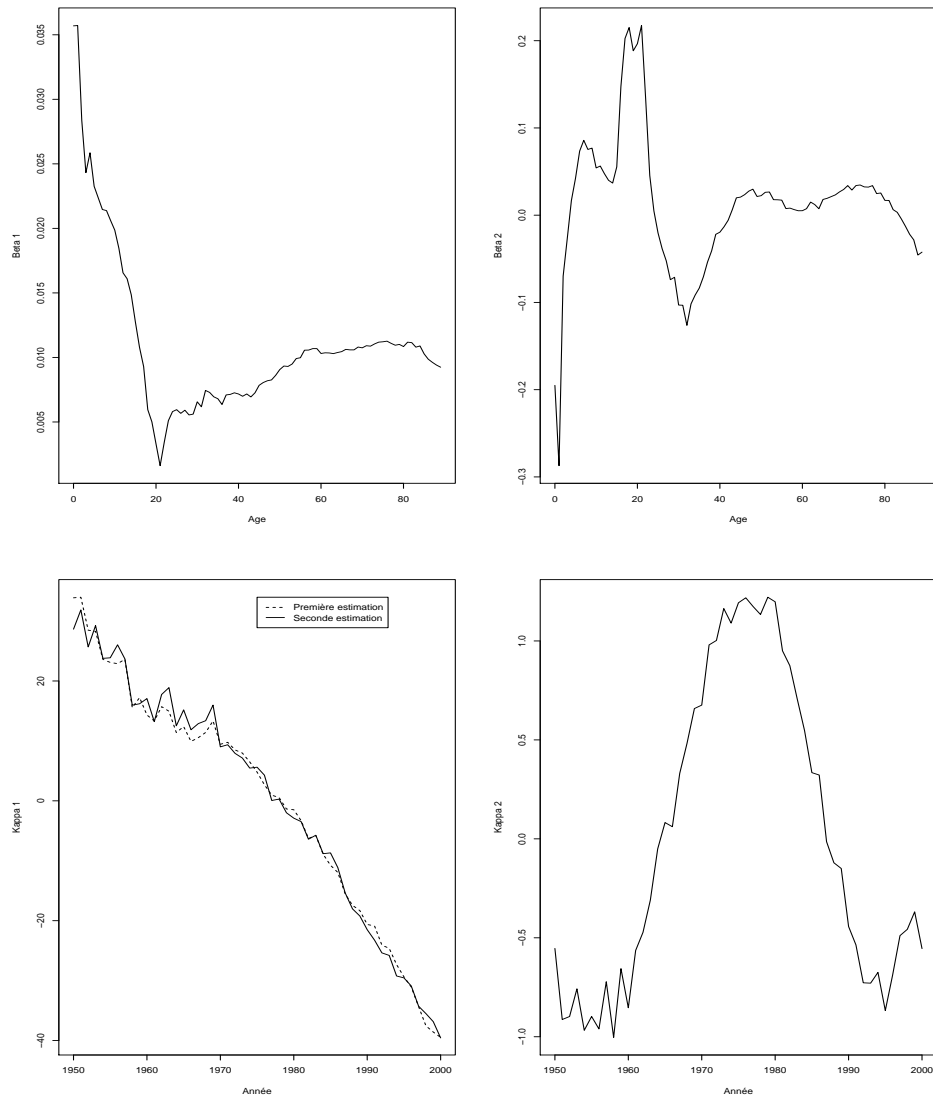 0.035
0.030
0.025
0.020
0.015
0.010
0.005
Beta 1
0 20 40 60 80
Age
0.2
0.1
0.0
−0.1
−0.2
−0.3
Beta 2
0 20 40 60 80
Age
20
0
−20
−40
Kappa 1
Première estimation
Seconde estimation
1950 1960 1970 1980 1990 2000
Année
1.0
0.5
0.0
−0.5
−1.0
Kappa 2
1950 1960 1970 1980 1990 2000
Année